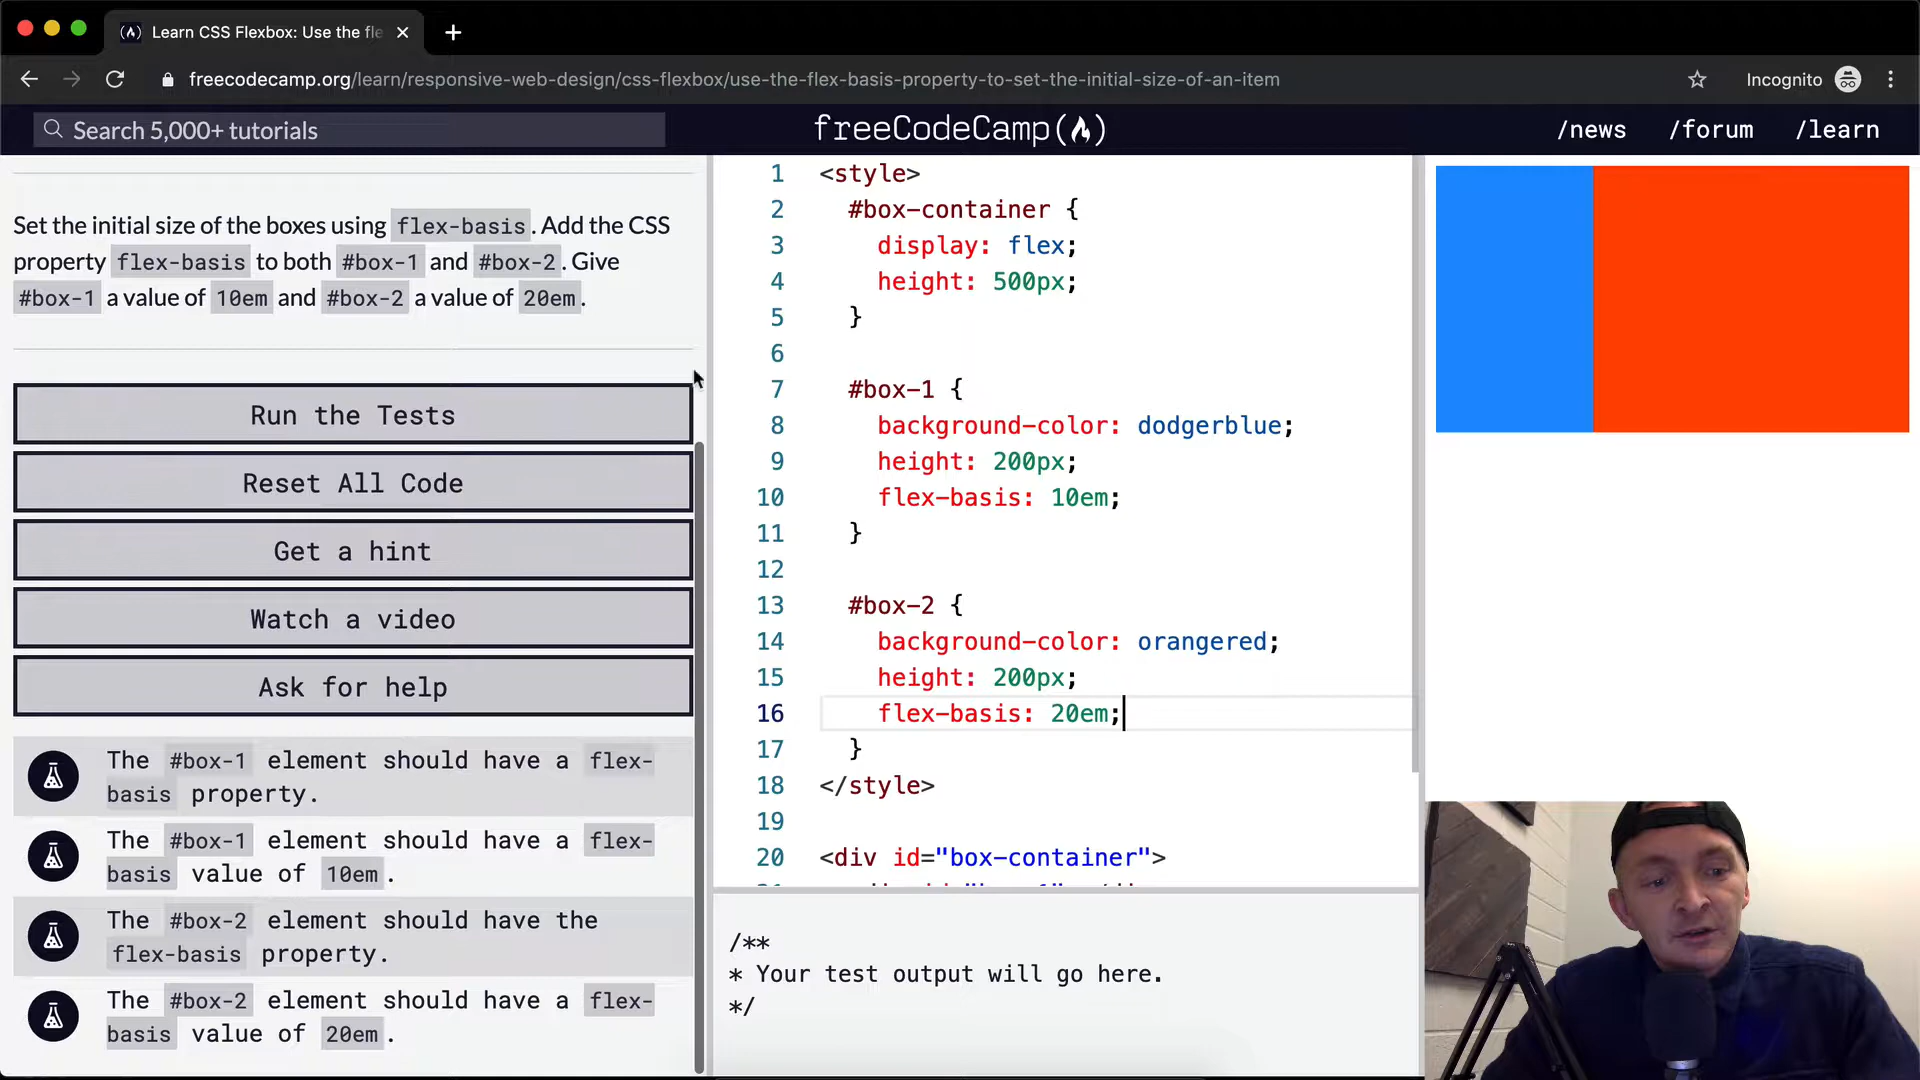 Learn CSS Flexbox: Use the fle
freecodecamp.org/learn/responsive-web-design/css-flexbox/use-the-flex-basis-property-to-set-the-initial-size-of-an-item
Incognito
Search 5,000+ tutorials
freeCodeCamp
/news /forum /learn
Set the initial size of the boxes using flex-basis. Add the CSS
property flex-basis to both #box-1 and #box-2. Give
#box-1 a value of 10em and #box-2 a value of 20em.
Run the Tests
Reset All Code
Get a hint
Watch a video
Ask for help
The #box-1 element should have a flex-
basis property.
The #box-1 element should have a flex-
basis value of 10em.
The #box-2 element should have the
flex-basis property.
The #box-2 element should have a flex-
basis value of 20em.
1 <style>
2 #box-container {
3 display: flex;
4 height: 500px;
5 }
6
7 #box-1 {
8 background-color: dodgerblue;
9 height: 200px;
10 flex-basis: 10em;
11 }
12
13 #box-2 {
14 background-color: orangered;
15 height: 200px;
16 flex-basis: 20em;
17 }
18 </style>
19
20 <div id="box-container">
/**
* Your test output will go here.
*/